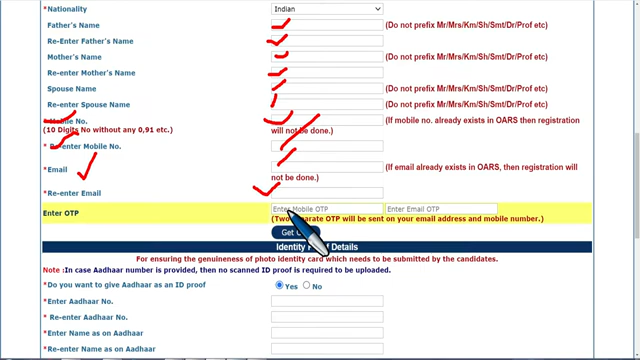 *Nationality Indian
Father's Name (Do not prefix Mr/Mrs/Km/Sh/Smt/Dr/Prof etc)
Re-Enter Father's Name
Mother's Name (Do not prefix Mr/Mrs/Km/Sh/Smt/Dr/Prof etc)
Re-enter Mother's Name
Spouse Name (Do not prefix Mr/Mrs/Km/Sh/Smt/Dr/Prof etc)
Re-enter Spouse Name (Do not prefix Mr/Mrs/Km/Sh/Smt/Dr/Prof etc)
*Mobile No. (If mobile no. already exists in OARS, then registration
(10 Digits No without any 0,91 etc.) will not be done.)
*Re-enter Mobile No.
*Email (If email already exists in OARS, then registration will
not be done.)
*Re-enter Email
Enter OTP Enter Mobile OTP Enter Email OTP
(Two separate OTP will be sent on your email address and mobile number.)
Get
Identity Proof Details
For ensuring the genuineness of photo identity card which needs to be submitted by the candidates.
Note :In case Aadhaar number is provided, then no scanned ID proof is required to be uploaded.
*Do you want to give Aadhaar as an ID proof Yes No
*Enter Aadhar No.
*Re-enter Aadhar No.
*Enter Name as on Aadhaar
*Re-enter Name as on Aadhaar